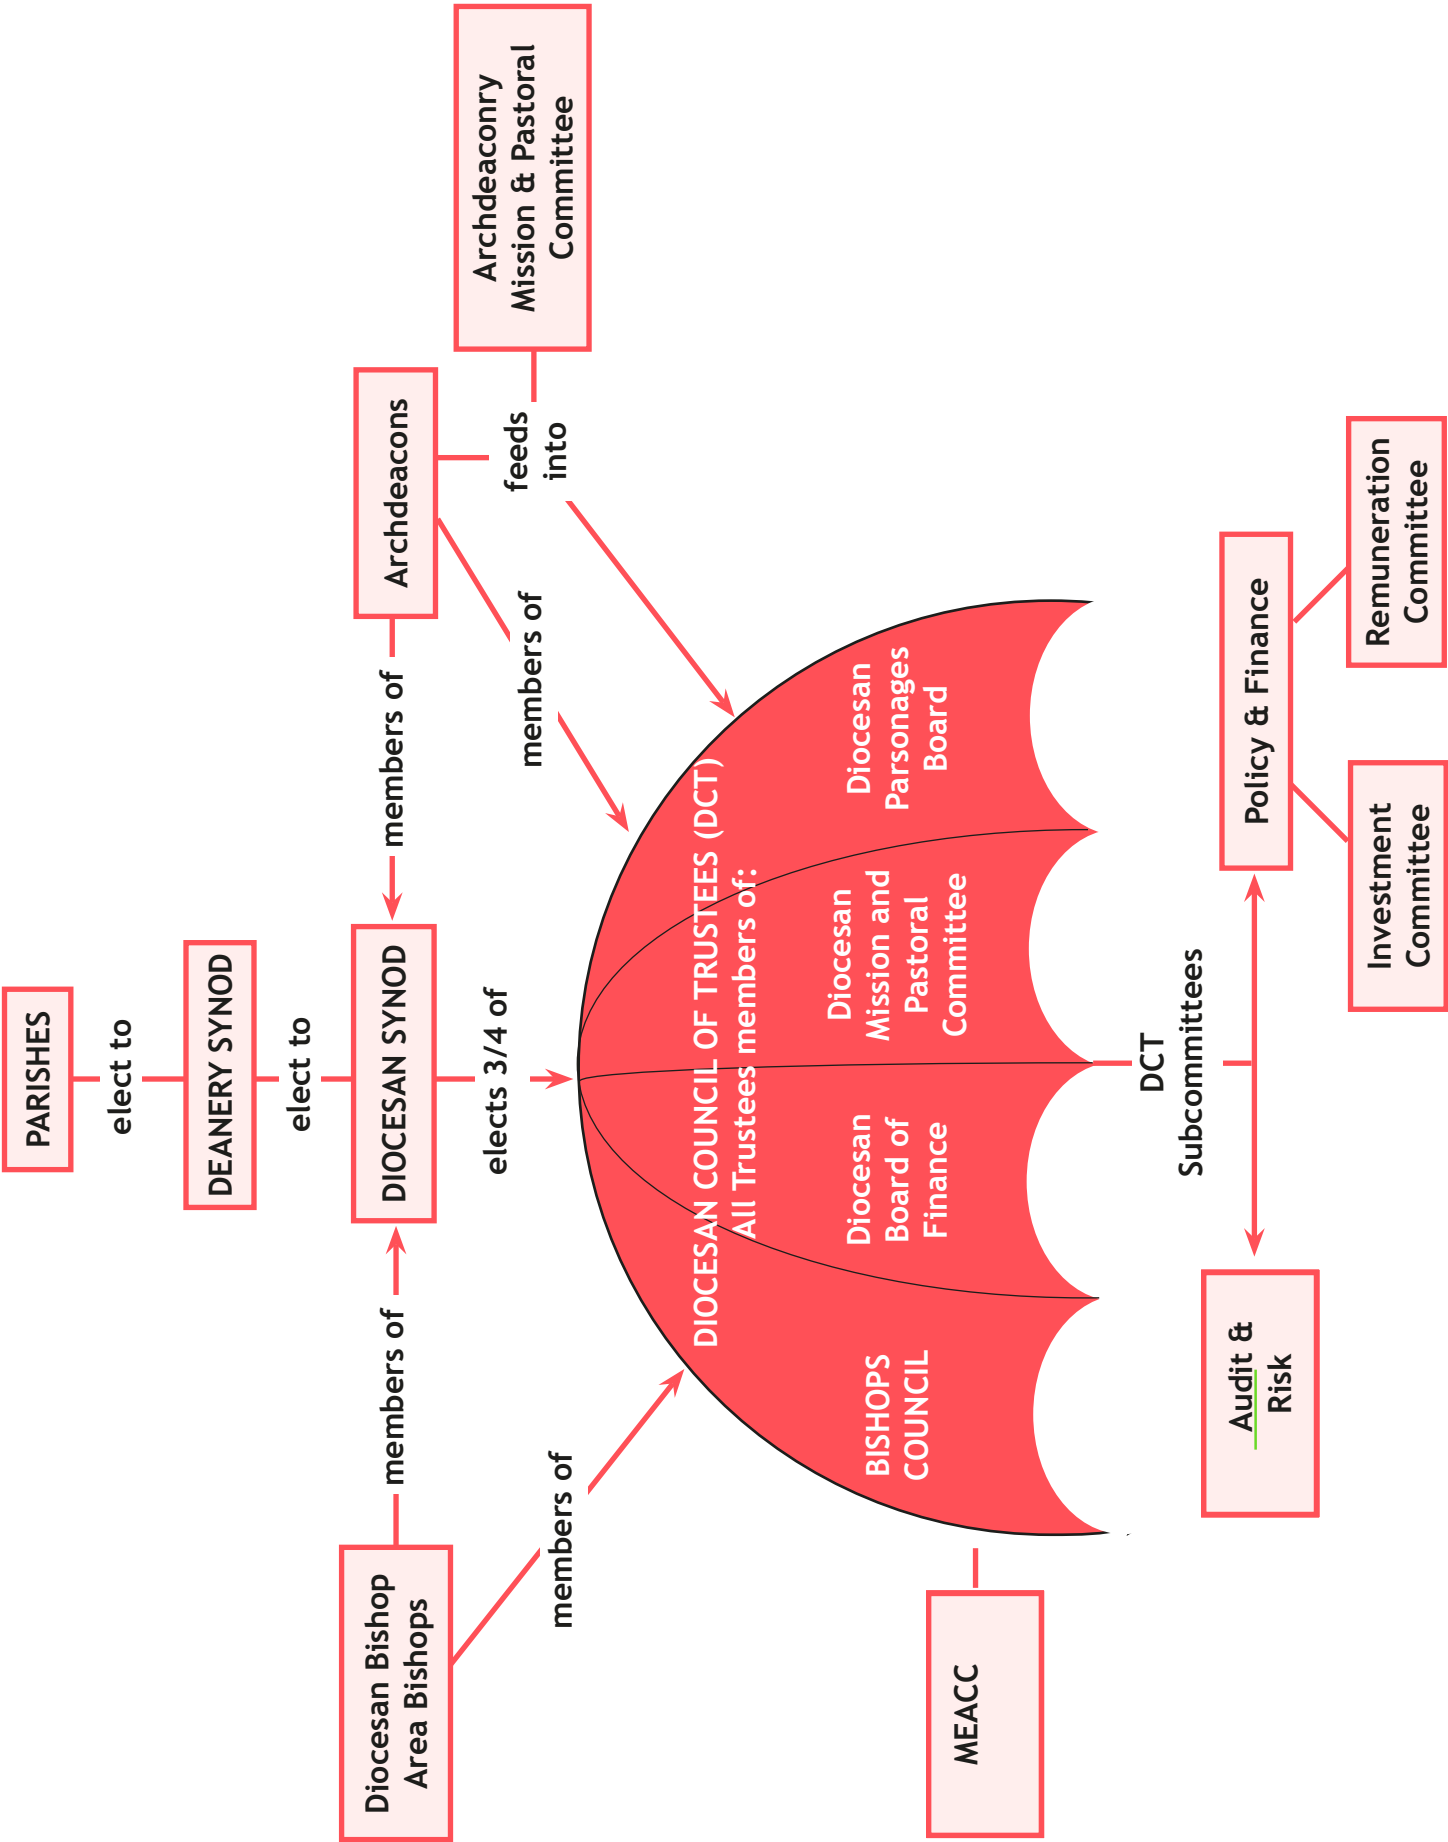 PARISHES
elect to
DEANERY SYNOD
elect to
Diocesan Bishop
Area Bishops
members of
DIOCESAN SYNOD
members of
Archdeacons
Archdeaconry
Mission & Pastoral
Committee
members of
elects 3/4 of
members of
feeds
into
DIOCESAN COUNCIL OF TRUSTEES (DCT)
All Trustees members of:
BISHOPS
COUNCIL
Diocesan
Board of
Finance
Diocesan
Mission and
Pastoral
Committee
Diocesan
Parsonages
Board
MEACC
DCT
Subcommittees
Audit &
Risk
Policy & Finance
Investment
Committee
Remuneration
Committee